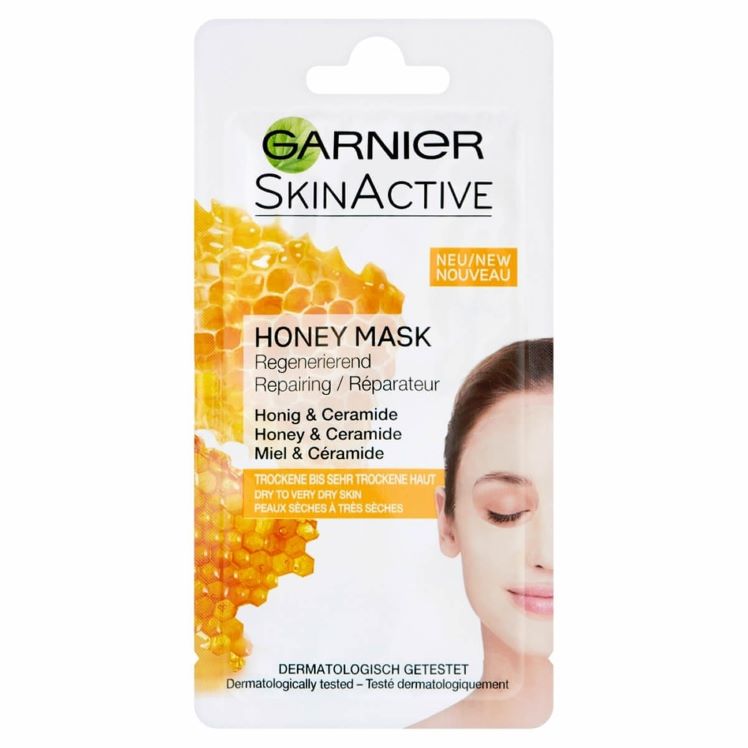 GARNIER
SKINACTIVE
NEU/NEW
NOUVEAU
HONEY MASK
Regenerierend
Repairing / Réparateur
Honig & Ceramide
Honey & Ceramide
Miel & Céramide
TROCKENE BIS SEHR TROCKENE HAUT
DRY TO VERY DRY SKIN
PEAUX SÈCHES À TRÈS SÈCHES
DERMATOLOGISCH GETESTET
Dermatologically tested – Testé dermatologiquement